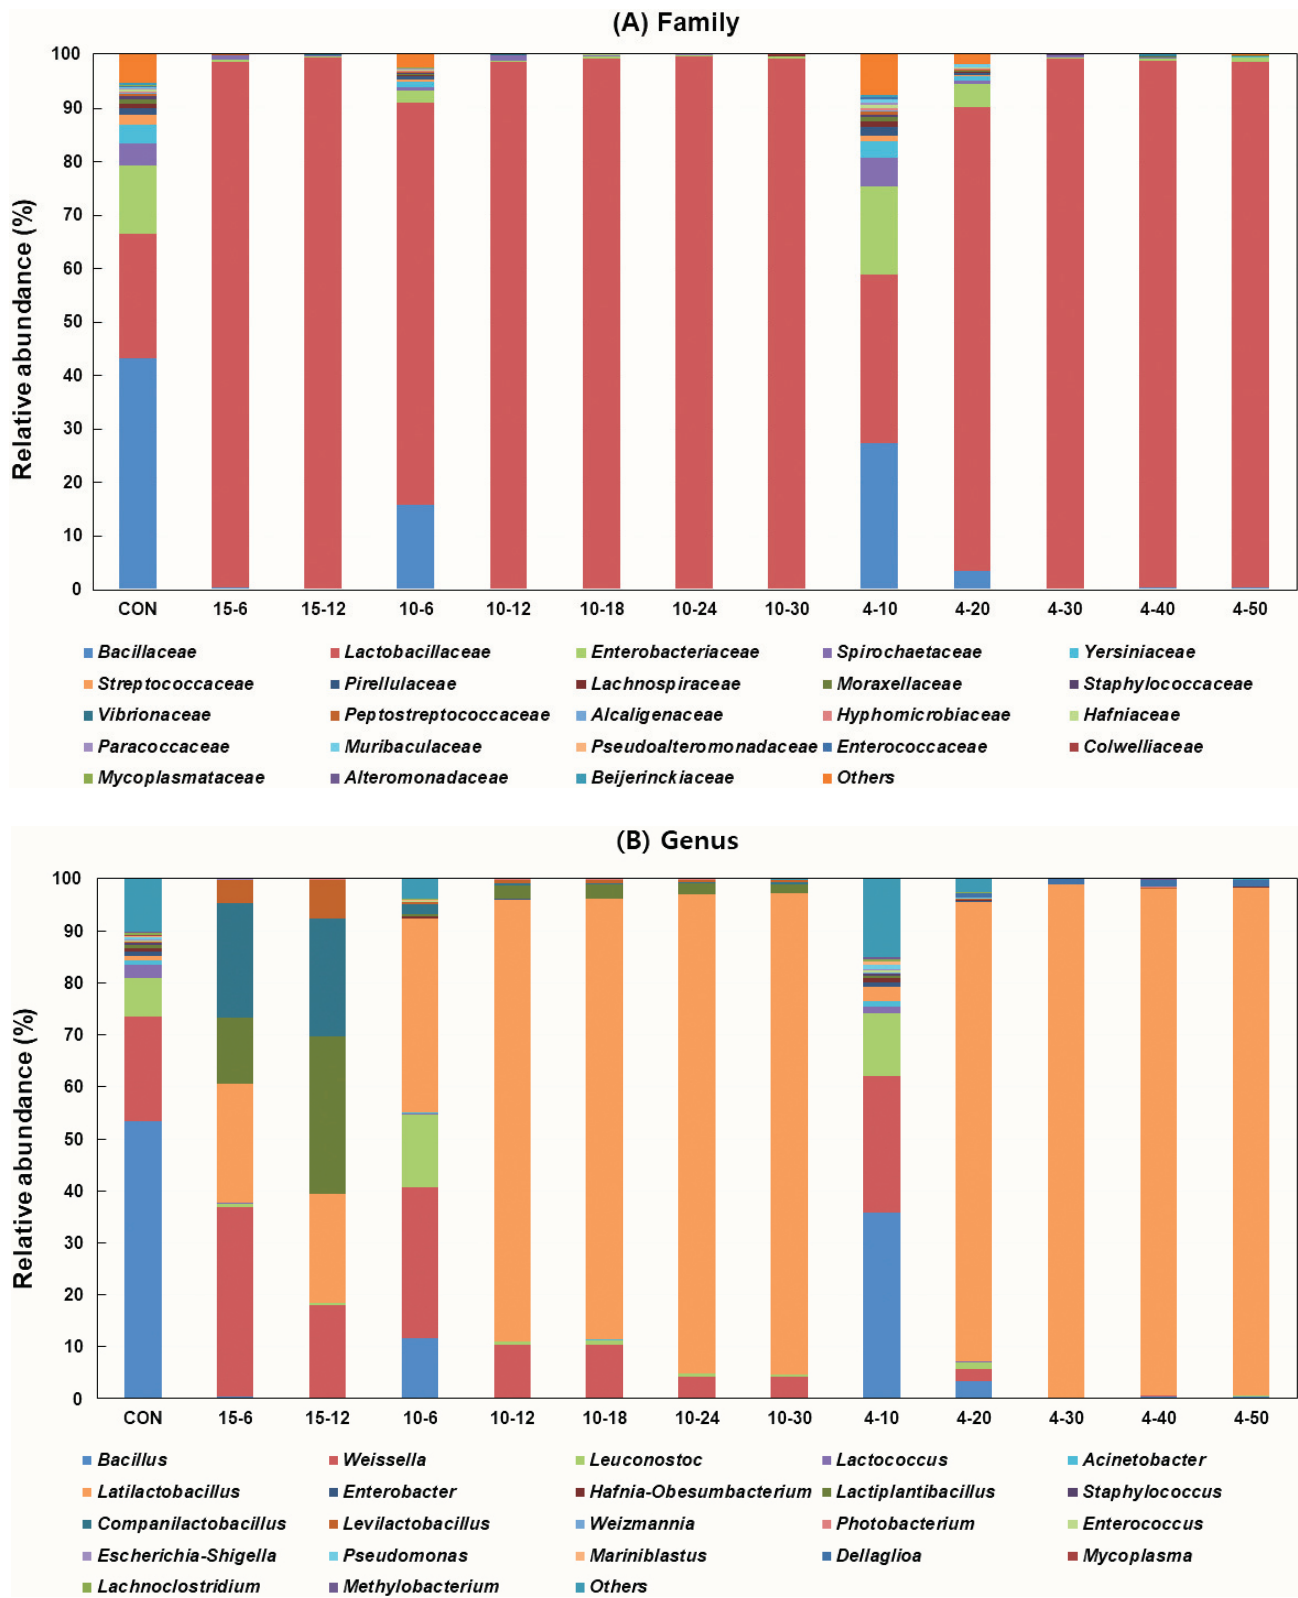 (A) Family
Relative abundance (%)
100
90
80
70
60
50
40
30
20
10
0
CON 15-6 15-12 10-6 10-12 10-18 10-24 10-30 4-10 4-20 4-30 4-40 4-50
Bacillaceae Lactobacillaceae Enterobacteriaceae Spirochaetaceae Yersiniaceae
Streptococcaceae Pirellulaceae Lachnospiraceae Moraxellaceae Staphylococcaceae
Vibrionaceae Peptostreptococcaceae Alcaligenaceae Hyphomicrobiaceae Hafniaceae
Paracoccaceae Muribaculaceae Pseudoalteromonadaceae Enterococcaceae Colwelliaceae
Mycoplasmataceae Alteromonadaceae Beijerinckiaceae Others
(B) Genus
Relative abundance (%)
100
90
80
70
60
50
40
30
20
10
0
CON 15-6 15-12 10-6 10-12 10-18 10-24 10-30 4-10 4-20 4-30 4-40 4-50
Bacillus Weissella Leuconostoc Lactococcus Acinetobacter
Latilactobacillus Enterobacter Hafnia-Obesumbacterium Lactiplantibacillus Staphylococcus
Companilactobacillus Levilactobacillus Weizmannia Photobacterium Enterococcus
Escherichia-Shigella Pseudomonas Mariniblastus Dellaglioa Mycoplasma
Lachnoclostridium Methylobacterium Others